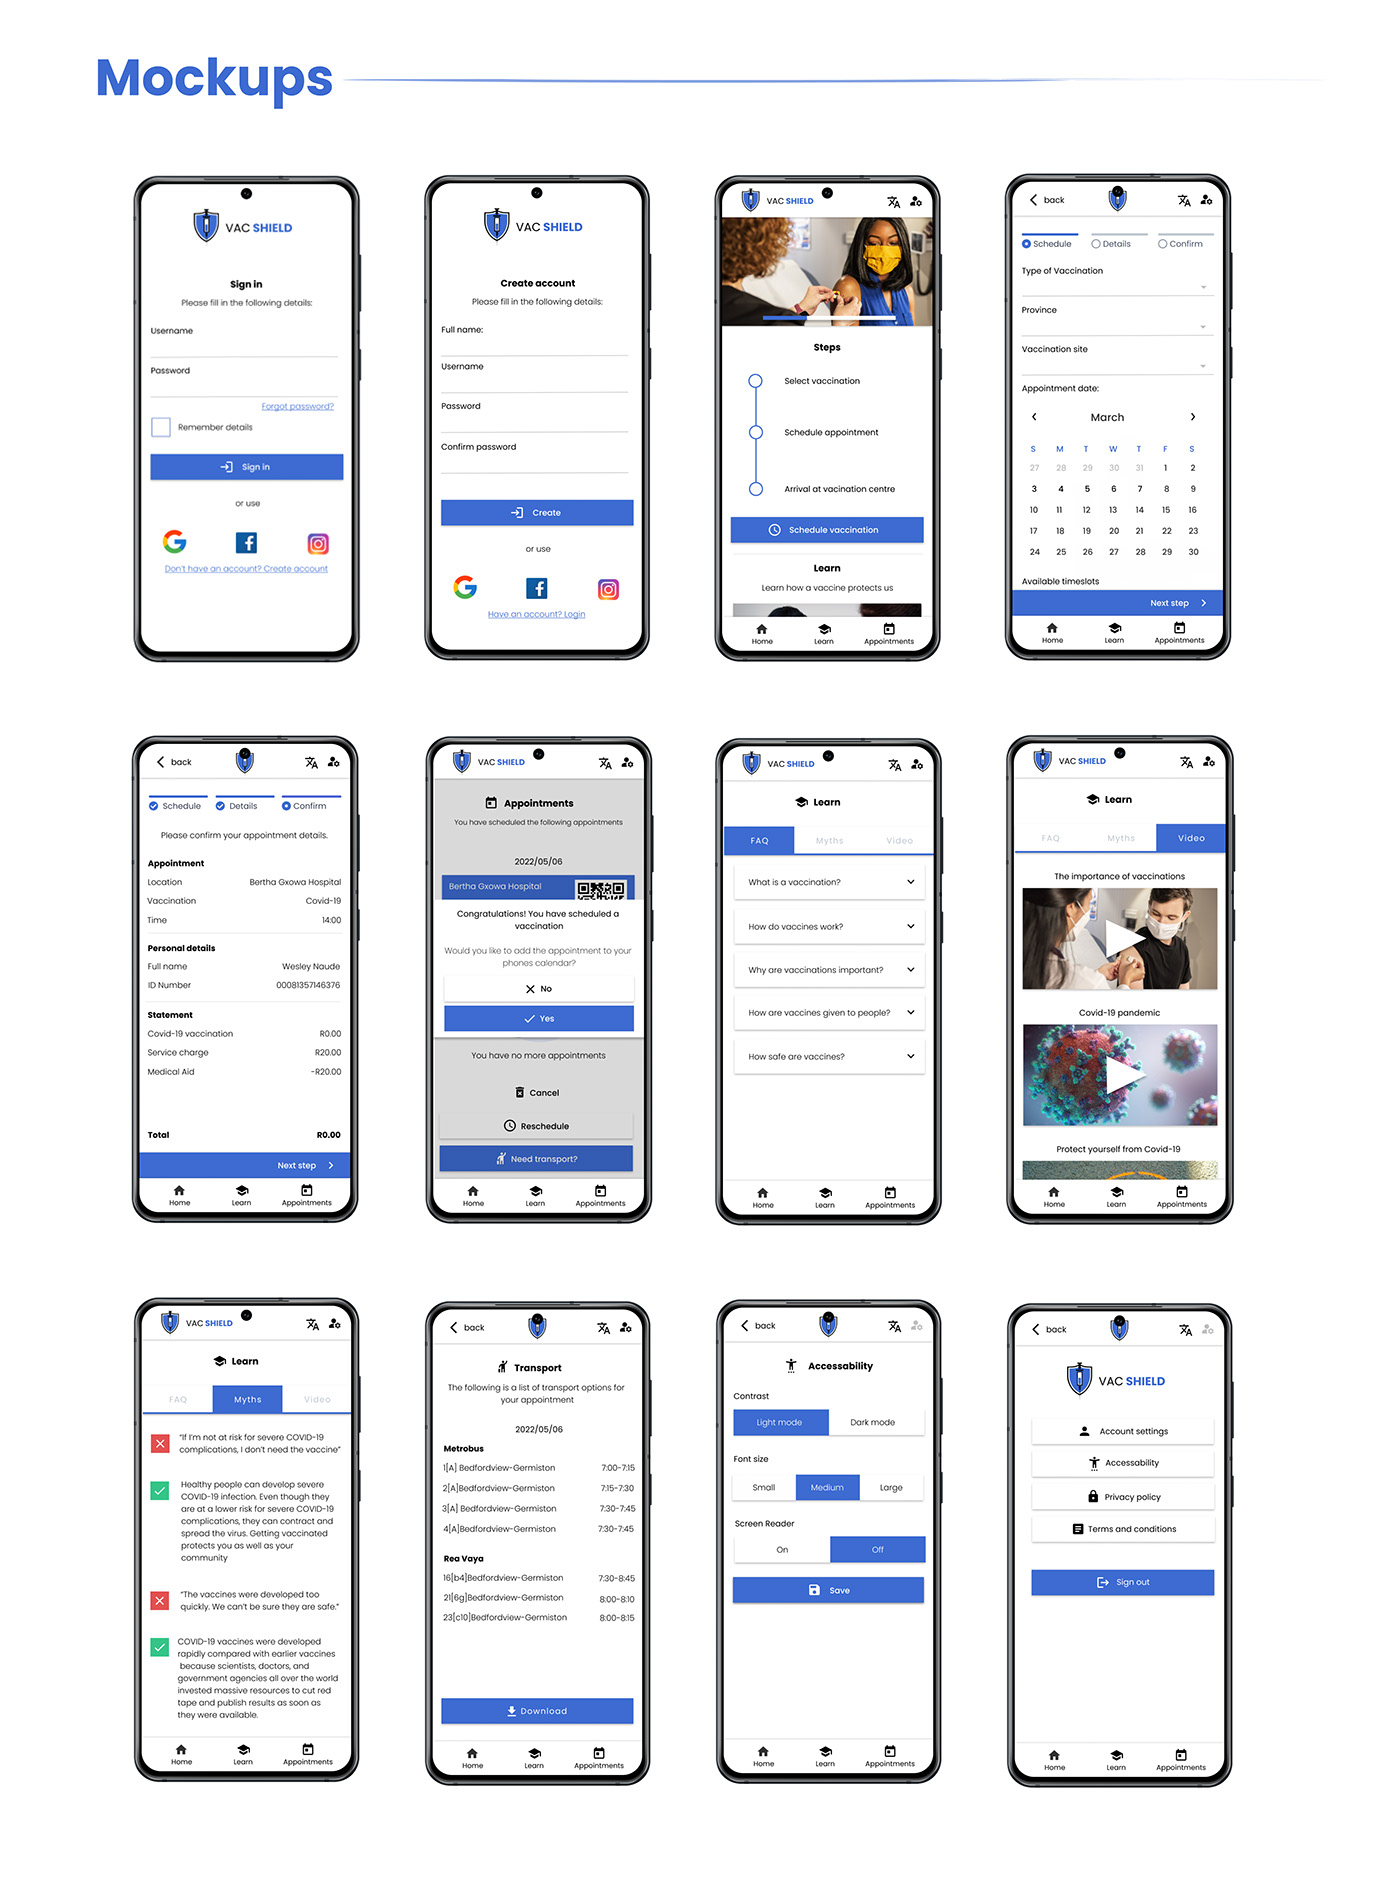 Mockups
VAC SHIELD
Sign in
Please fill in the following details:
Username
Password
Forgot password?
Remember details
Sign in
or use
Don't have an account? Create account
VAC SHIELD
Create account
Please fill in the following details:
Full name:
Username
Password
Confirm password
Create
or use
Have an account? Login
VAC SHIELD
Steps
Select vaccination
Schedule appointment
Arrival at vacination centre
Schedule vaccination
Learn
Learn how a vaccine protects us
Home Learn Appointments
back
Schedule Details Confirm
Type of Vaccination
Province
Vaccination site
Appointment date:
March
S M T W T F S
27 28 29 30 31 1 2
3 4 5 6 7 8 9
10 11 12 13 14 15 16
17 18 19 20 21 22 23
24 25 26 27 28 29 30
Available timeslots
Next step
Home Learn Appointments
back
Schedule Details Confirm
Please confirm your appointment details.
Appointment
Location Bertha Gxowa Hospital
Vaccination Covid-19
Time 14:00
Personal details
Full name Wesley Naude
ID Number 00081357146376
Statement
Covid-19 vaccination R0.00
Service charge R20.00
Medical Aid -R20.00
Total R0.00
Next step
Home Learn Appointments
VAC SHIELD
Appointments
You have scheduled the following appointments
2022/05/06
Bertha Gxowa Hospital
Congratulations! You have scheduled a
vaccination
Would you like to add the appointment to your
phones calendar?
No
Yes
You have no more appointments
Cancel
Reschedule
Need transport?
Home Learn Appointments
VAC SHIELD
Learn
FAQ Myths Video
What is a vaccination?
How do vaccines work?
Why are vaccinations important?
How are vaccines given to people?
How safe are vaccines?
Home Learn Appointments
VAC SHIELD
Learn
FAQ Myths Video
The importance of vaccinations
Covid-19 pandemic
Protect yourself from Covid-19
Home Learn Appointments
VAC SHIELD
Learn
FAQ Myths Video
"If I'm not at risk for severe COVID-19
complications, I don't need the vaccine"
Healthy people can develop severe
COVID-19 infection. Even though they
are at a lower risk for severe COVID-19
complications, they can contract and
spread the virus. Getting vaccinated
protects you as well as your
community
"The vaccines were developed too
quickly. We can't be sure they are safe."
COVID-19 vaccines were developed
rapidly compared with earlier vaccines
because scientists, doctors, and
government agencies all over the world
invested massive resources to cut red
tape and publish results as soon as
they were available.
Home Learn Appointments
back
Transport
The following is a list of transport options for
your appointment
2022/05/06
Metrobus
1[A] Bedfordview-Germiston 7:00-7:15
2[A]Bedfordview-Germiston 7:15-7:30
3[A] Bedfordview-Germiston 7:30-7:45
4[A]Bedfordview-Germiston 7:30-7:45
Rea Vaya
16[b4]Bedfordview-Germiston 7:30-8:45
21[6g]Bedfordview-Germiston 8:00-8:10
23[c10]Bedfordview-Germiston 8:00-8:15
Download
Home Learn Appointments
back
Accessability
Contrast
Light mode Dark mode
Font size
Small Medium Large
Screen Reader
On Off
Save
Home Learn Appointments
back
VAC SHIELD
Account settings
Accessability
Privacy policy
Terms and conditions
Sign out
Home Learn Appointments